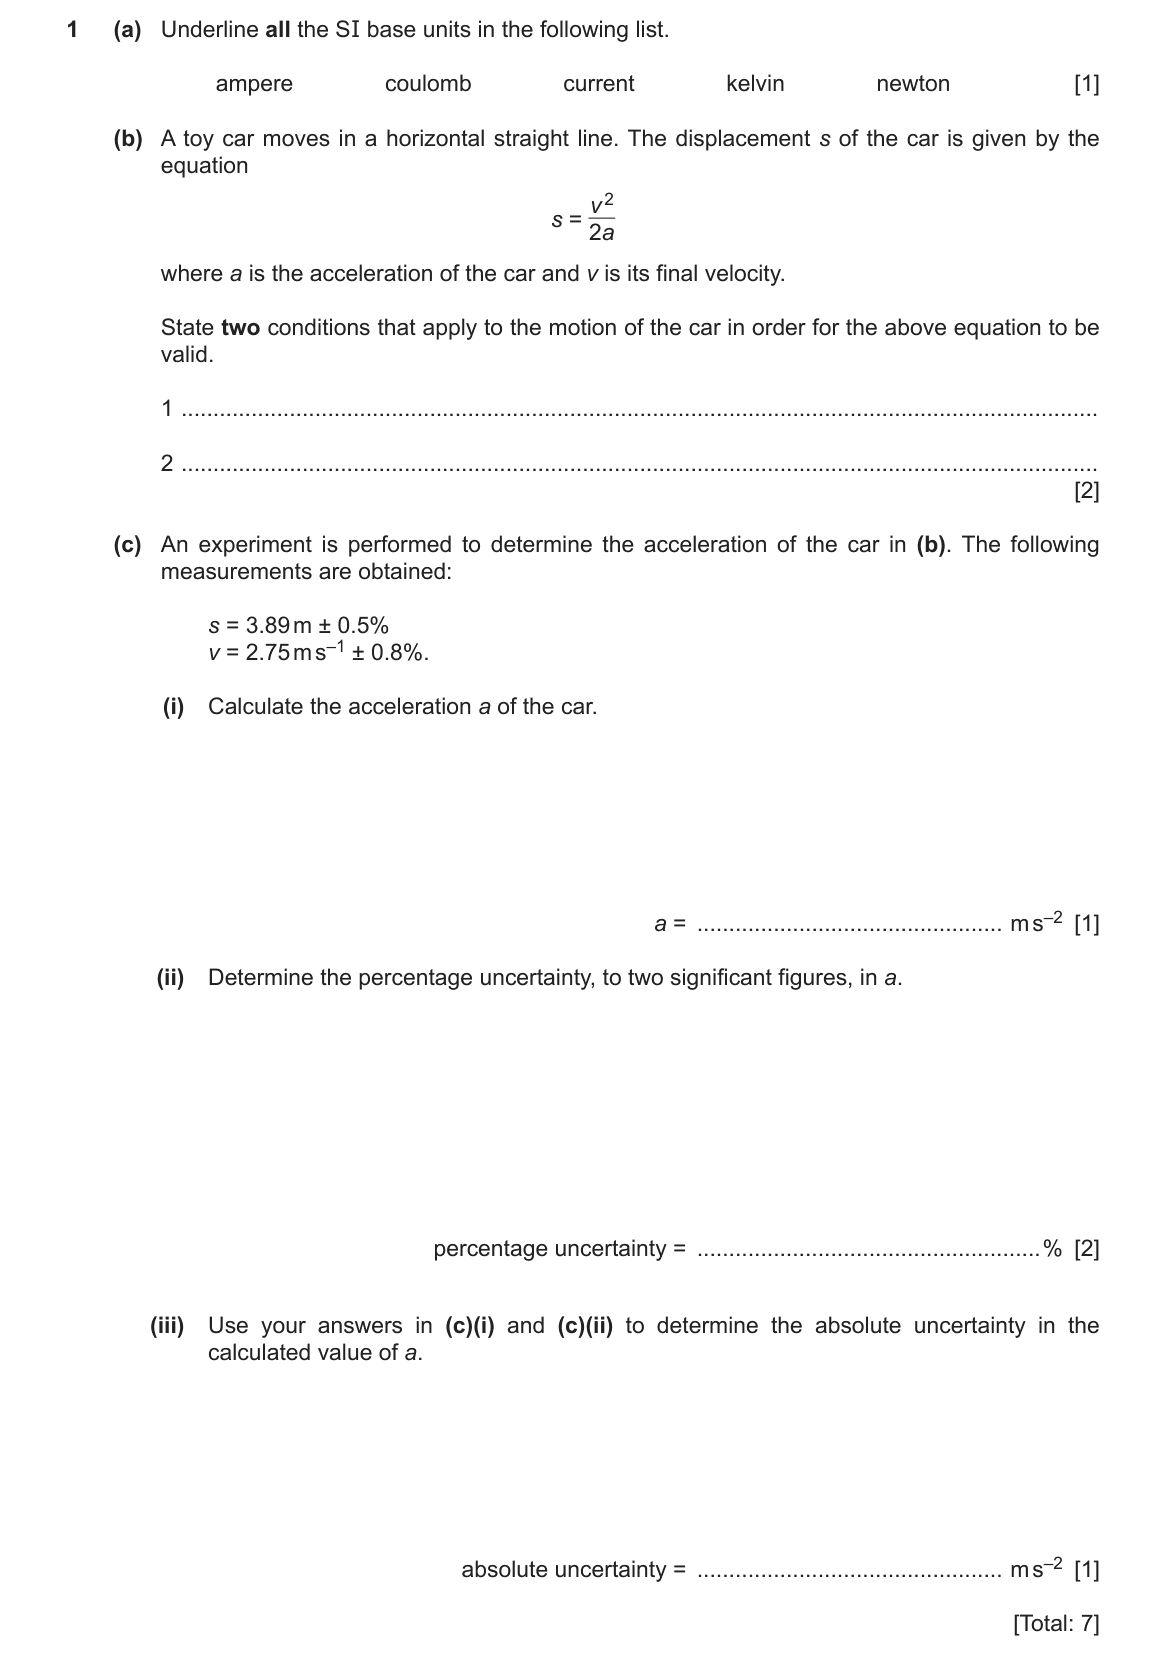 1 (a) Underline all the SI base units in the following list.
ampere coulomb current kelvin newton [1]
(b) A toy car moves in a horizontal straight line. The displacement s of the car is given by the
equation
s = v²/2a
where a is the acceleration of the car and v is its final velocity.
State two conditions that apply to the motion of the car in order for the above equation to be
valid.
1 ..........................................................................................................................................
2 ..........................................................................................................................................
[2]
(c) An experiment is performed to determine the acceleration of the car in (b). The following
measurements are obtained:
s = 3.89 m ± 0.5%
v = 2.75 m s⁻¹ ± 0.8%.
(i) Calculate the acceleration a of the car.
a = ................................................ m s⁻² [1]
(ii) Determine the percentage uncertainty, to two significant figures, in a.
percentage uncertainty = ......................................................% [2]
(iii) Use your answers in (c)(i) and (c)(ii) to determine the absolute uncertainty in the
calculated value of a.
absolute uncertainty = ................................................ m s⁻² [1]
[Total: 7]